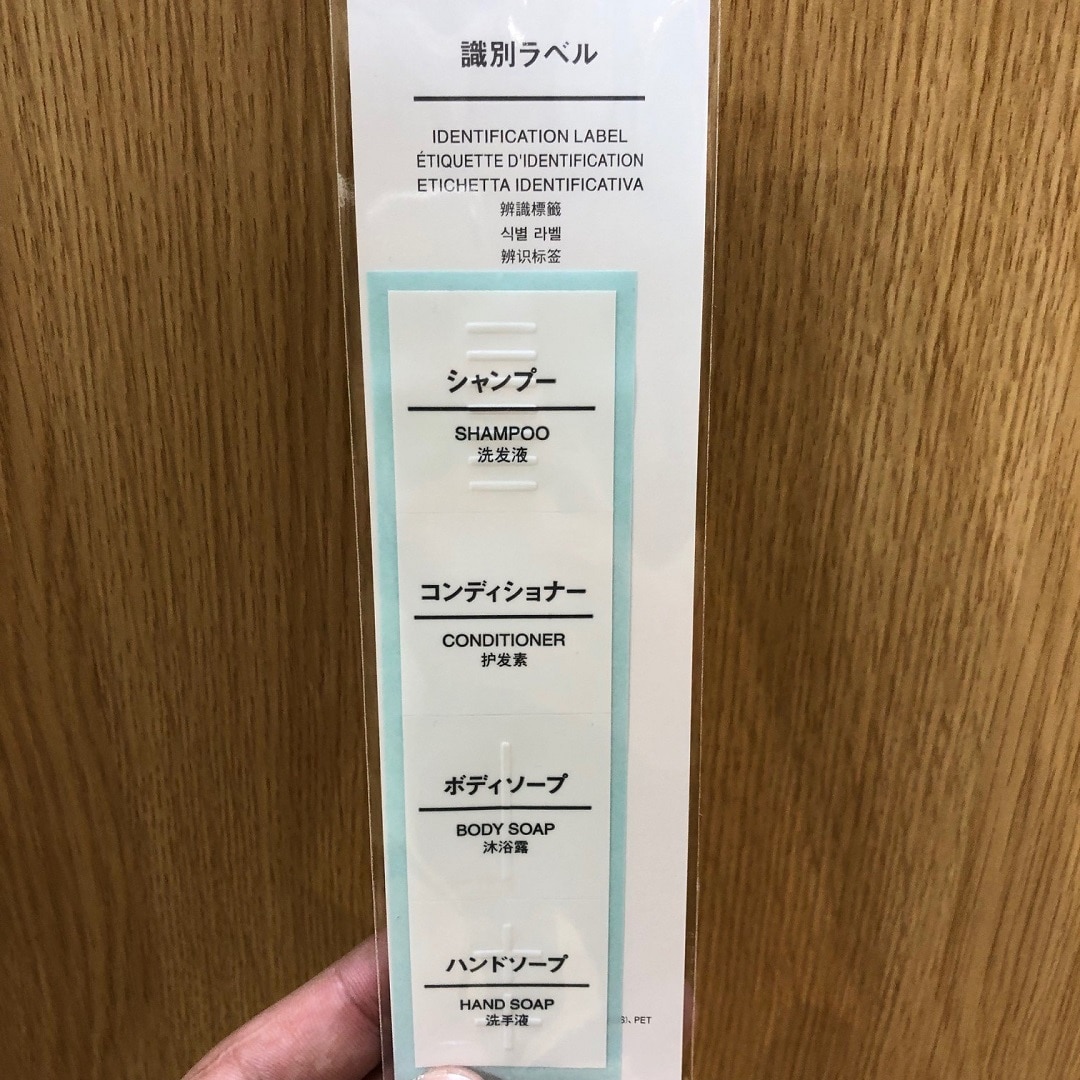 識別ラベル
IDENTIFICATION LABEL
ÉTIQUETTE D'IDENTIFICATION
ETICHETTA IDENTIFICATIVA
辨識標籤
식별 라벨
辨识标签
シャンプー
SHAMPOO
洗发液
コンディショナー
CONDITIONER
护发素
ボディソープ
BODY SOAP
沐浴露
ハンドソープ
HAND SOAP
洗手液
PET